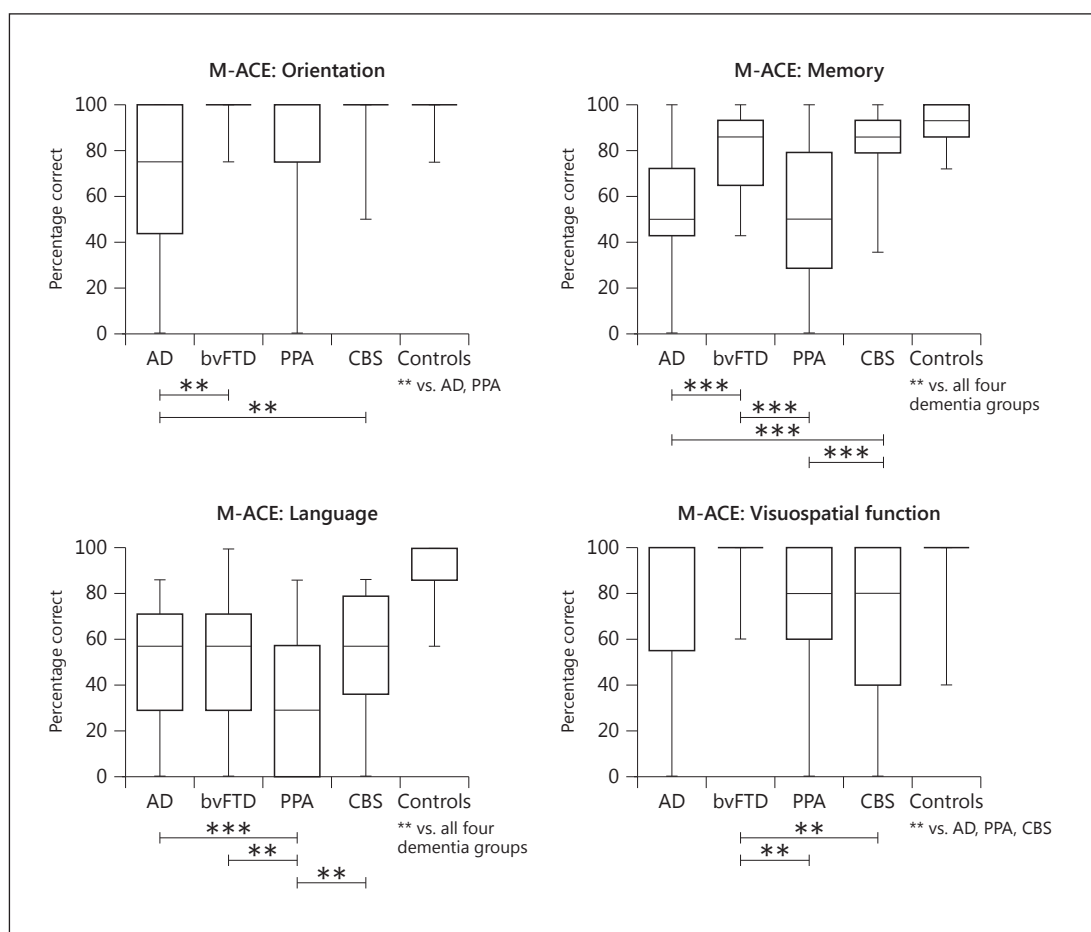 M-ACE: Orientation
Percentage correct
100
80
60
40
20
0
AD bvFTD PPA CBS Controls
** vs. AD, PPA
**
**
M-ACE: Memory
Percentage correct
100
80
60
40
20
0
AD bvFTD PPA CBS Controls
** vs. all four
dementia groups
***
***
***
***
M-ACE: Language
Percentage correct
100
80
60
40
20
0
AD bvFTD PPA CBS Controls
** vs. all four
dementia groups
***
**
**
M-ACE: Visuospatial function
Percentage correct
100
80
60
40
20
0
AD bvFTD PPA CBS Controls
** vs. AD, PPA, CBS
**
**